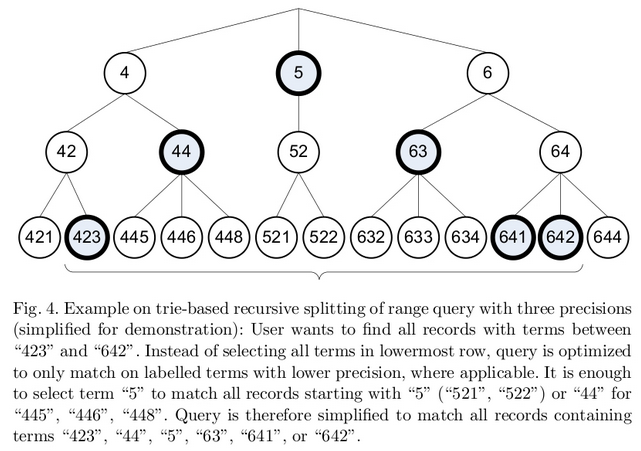 4 5 6
42 44 52 63 64
421 423 445 446 448 521 522 632 633 634 641 642 644
Fig. 4. Example on trie-based recursive splitting of range query with three precisions
(simplified for demonstration): User wants to find all records with terms between
“423” and “642”. Instead of selecting all terms in lowermost row, query is optimized
to only match on labelled terms with lower precision, where applicable. It is enough
to select term “5” to match all records starting with “5” (“521”, “522”) or “44” for
“445”, “446”, “448”. Query is therefore simplified to match all records containing
terms “423”, “44”, “5”, “63”, “641”, or “642”.